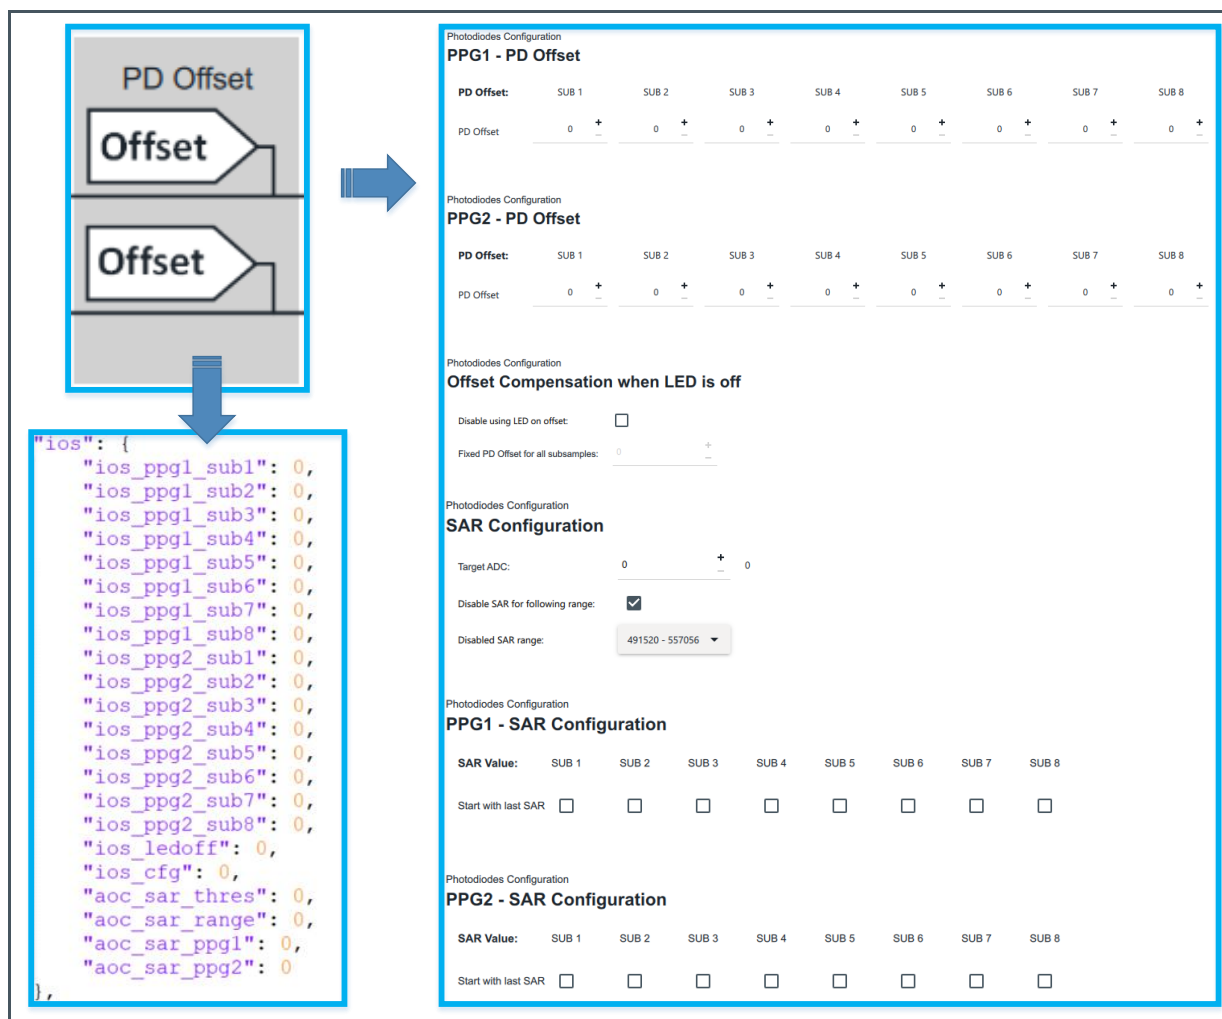 PD Offset
Offset
Offset
"ios": {
"ios_ppg1_sub1": 0,
"ios_ppg1_sub2": 0,
"ios_ppg1_sub3": 0,
"ios_ppg1_sub4": 0,
"ios_ppg1_sub5": 0,
"ios_ppg1_sub6": 0,
"ios_ppg1_sub7": 0,
"ios_ppg1_sub8": 0,
"ios_ppg2_sub1": 0,
"ios_ppg2_sub2": 0,
"ios_ppg2_sub3": 0,
"ios_ppg2_sub4": 0,
"ios_ppg2_sub5": 0,
"ios_ppg2_sub6": 0,
"ios_ppg2_sub7": 0,
"ios_ppg2_sub8": 0,
"ios_ledoff": 0,
"ios_cfg": 0,
"aoc_sar_thres": 0,
"aoc_sar_range": 0,
"aoc_sar_ppg1": 0,
"aoc_sar_ppg2": 0
},
Photodiodes Configuration
PPG1 - PD Offset
PD Offset: SUB 1 SUB 2 SUB 3 SUB 4 SUB 5 SUB 6 SUB 7 SUB 8
PD Offset 0 + − 0 + − 0 + − 0 + − 0 + − 0 + − 0 + − 0 + −
Photodiodes Configuration
PPG2 - PD Offset
PD Offset: SUB 1 SUB 2 SUB 3 SUB 4 SUB 5 SUB 6 SUB 7 SUB 8
PD Offset 0 + − 0 + − 0 + − 0 + − 0 + − 0 + − 0 + − 0 + −
Photodiodes Configuration
Offset Compensation when LED is off
Disable using LED on offset:
Fixed PD Offset for all subsamples: 0 + −
Photodiodes Configuration
SAR Configuration
Target ADC: 0 + − 0
Disable SAR for following range:
Disabled SAR range: 491520 - 557056
Photodiodes Configuration
PPG1 - SAR Configuration
SAR Value: SUB 1 SUB 2 SUB 3 SUB 4 SUB 5 SUB 6 SUB 7 SUB 8
Start with last SAR
Photodiodes Configuration
PPG2 - SAR Configuration
SAR Value: SUB 1 SUB 2 SUB 3 SUB 4 SUB 5 SUB 6 SUB 7 SUB 8
Start with last SAR